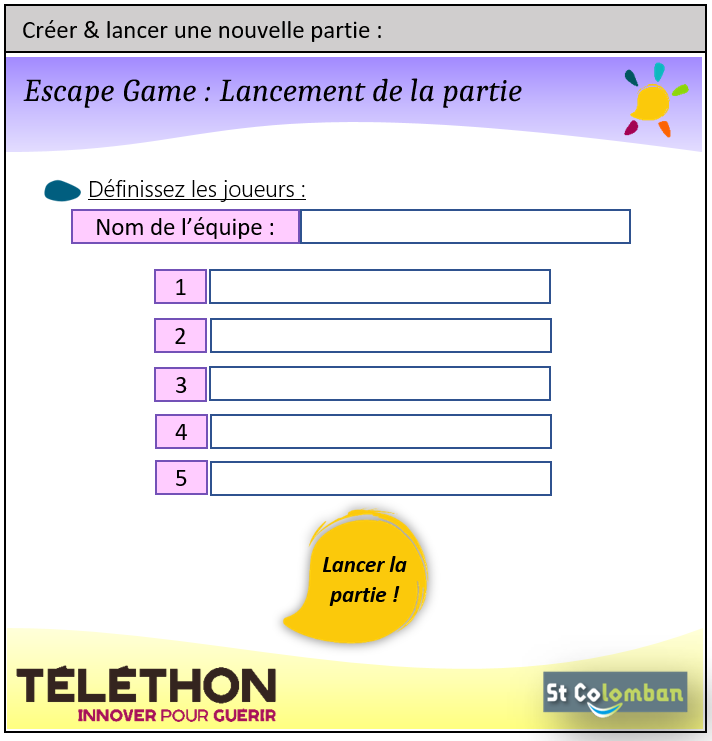 Créer & lancer une nouvelle partie :
Escape Game : Lancement de la partie
Définissez les joueurs :
Nom de l’équipe :
1
2
3
4
5
Lancer la
partie !
TÉLÉTHON
INNOVER POUR GUÉRIR
St Colomban